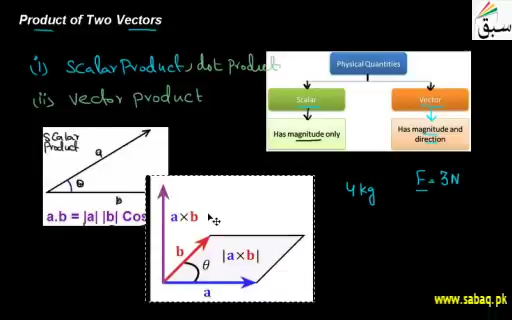 Product of Two Vectors
سبق
(i) Scalar Product, dot Product
(ii) Vector Product
Physical Quantities
Scalar
Vector
Has magnitude only
Has magnitude and direction
Scalar Product
a
θ
b
a.b = |a| |b| Cos
a×b
b
θ
|a×b|
a
4kg
F = 3N
www.sabaq.pk